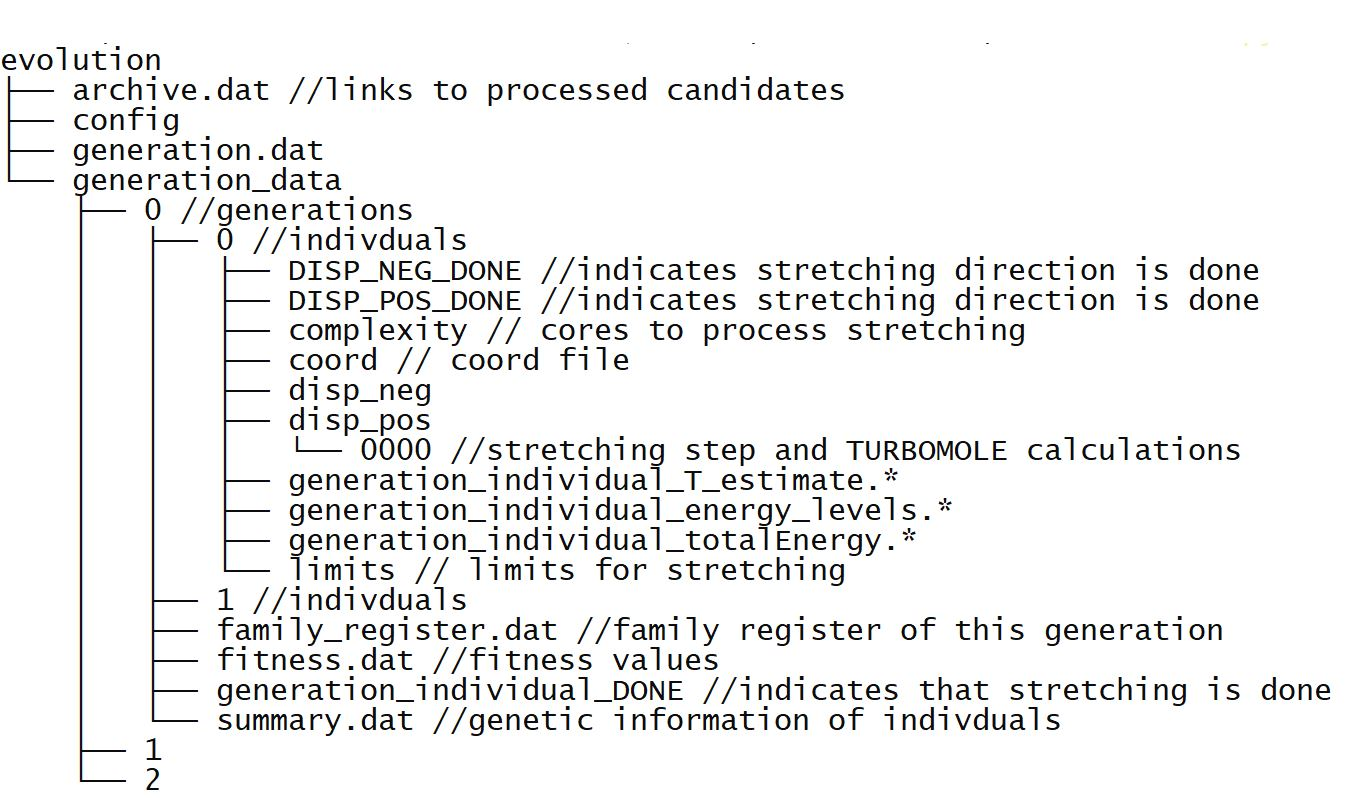 evolution
├── archive.dat //links to processed candidates
├── config
├── generation.dat
└── generation_data
    ├── 0 //generations
    │   ├── 0 //indivduals
    │   │   ├── DISP_NEG_DONE //indicates stretching direction is done
    │   │   ├── DISP_POS_DONE //indicates stretching direction is done
    │   │   ├── complexity // cores to process stretching
    │   │   ├── coord // coord file
    │   │   ├── disp_neg
    │   │   ├── disp_pos
    │   │   │   └── 0000 //stretching step and TURBOMOLE calculations
    │   │   ├── generation_individual_T_estimate.*
    │   │   ├── generation_individual_energy_levels.*
    │   │   ├── generation_individual_totalEnergy.*
    │   │   └── limits // limits for stretching
    │   ├── 1 //indivduals
    │   ├── family_register.dat //family register of this generation
    │   ├── fitness.dat //fitness values
    │   ├── generation_individual_DONE //indicates that stretching is done
    │   └── summary.dat //genetic information of indivduals
    ├── 1
    └── 2